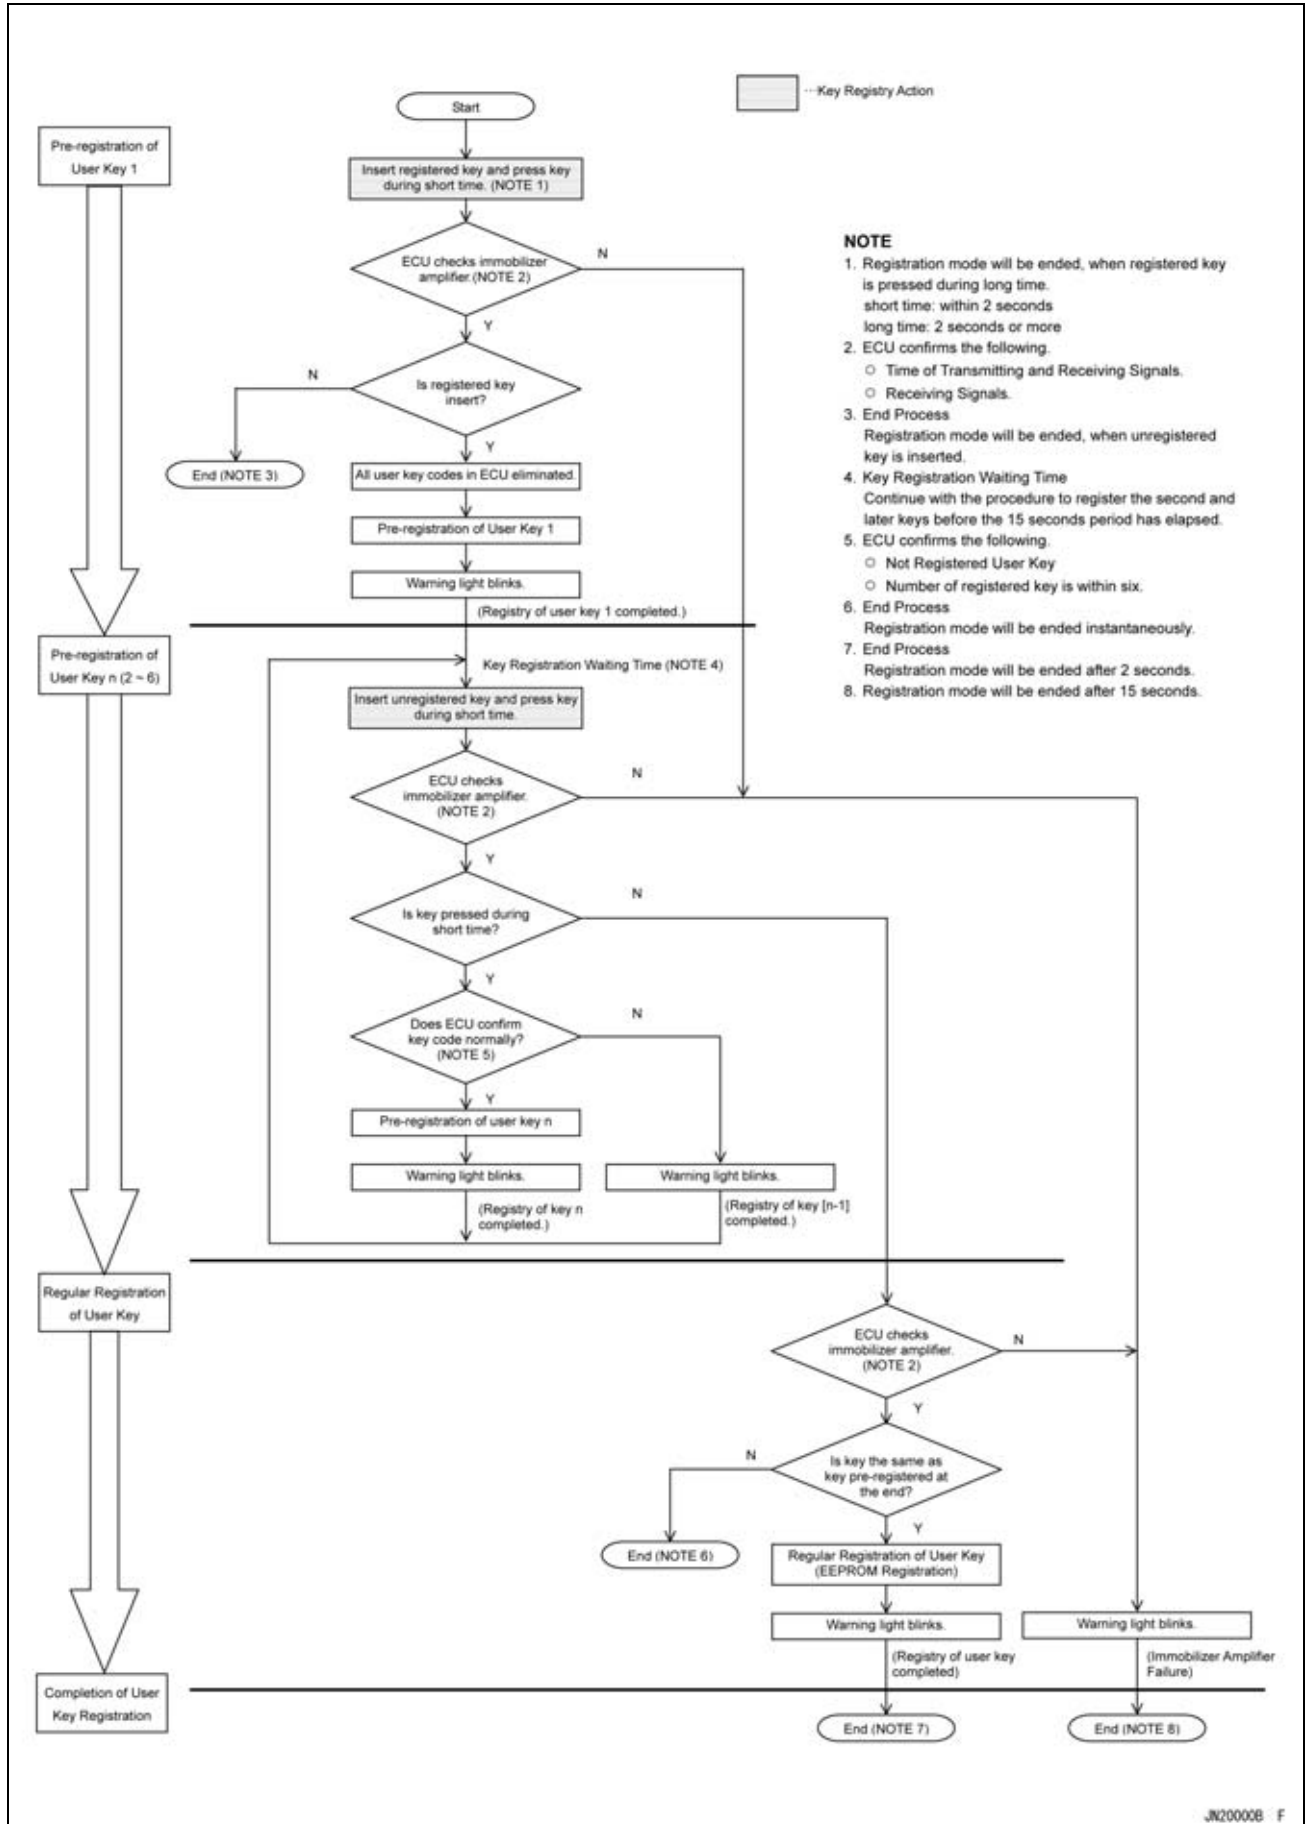 Start
···Key Registry Action
Pre-registration of
User Key 1
Insert registered key and press key
during short time. (NOTE 1)
ECU checks immobilizer
amplifier.(NOTE 2)
N
Y
Is registered key
insert?
N
Y
End (NOTE 3)
All user key codes in ECU eliminated.
Pre-registration of User Key 1
Warning light blinks.
(Registry of user key 1 completed.)
NOTE
1. Registration mode will be ended, when registered key
is pressed during long time.
short time: within 2 seconds
long time: 2 seconds or more
2. ECU confirms the following.
○ Time of Transmitting and Receiving Signals.
○ Receiving Signals.
3. End Process
Registration mode will be ended, when unregistered
key is inserted.
4. Key Registration Waiting Time
Continue with the procedure to register the second and
later keys before the 15 seconds period has elapsed.
5. ECU confirms the following.
○ Not Registered User Key
○ Number of registered key is within six.
6. End Process
Registration mode will be ended instantaneously.
7. End Process
Registration mode will be ended after 2 seconds.
8. Registration mode will be ended after 15 seconds.
Pre-registration of
User Key n (2 ~ 6)
Key Registration Waiting Time (NOTE 4)
Insert unregistered key and press key
during short time.
ECU checks
immobilizer amplifier.
(NOTE 2)
N
Y
Is key pressed during
short time?
N
Y
Does ECU confirm
key code normally?
(NOTE 5)
N
Y
Pre-registration of user key n
Warning light blinks.
Warning light blinks.
(Registry of key n
completed.)
(Registry of key [n-1]
completed.)
Regular Registration
of User Key
ECU checks
immobilizer amplifier.
(NOTE 2)
N
Y
Is key the same as
key pre-registered at
the end?
N
Y
End (NOTE 6)
Regular Registration of User Key
(EEPROM Registration)
Warning light blinks.
Warning light blinks.
(Registry of user key
completed)
(Immobilizer Amplifier
Failure)
Completion of User
Key Registration
End (NOTE 7)
End (NOTE 8)
JN20000B F